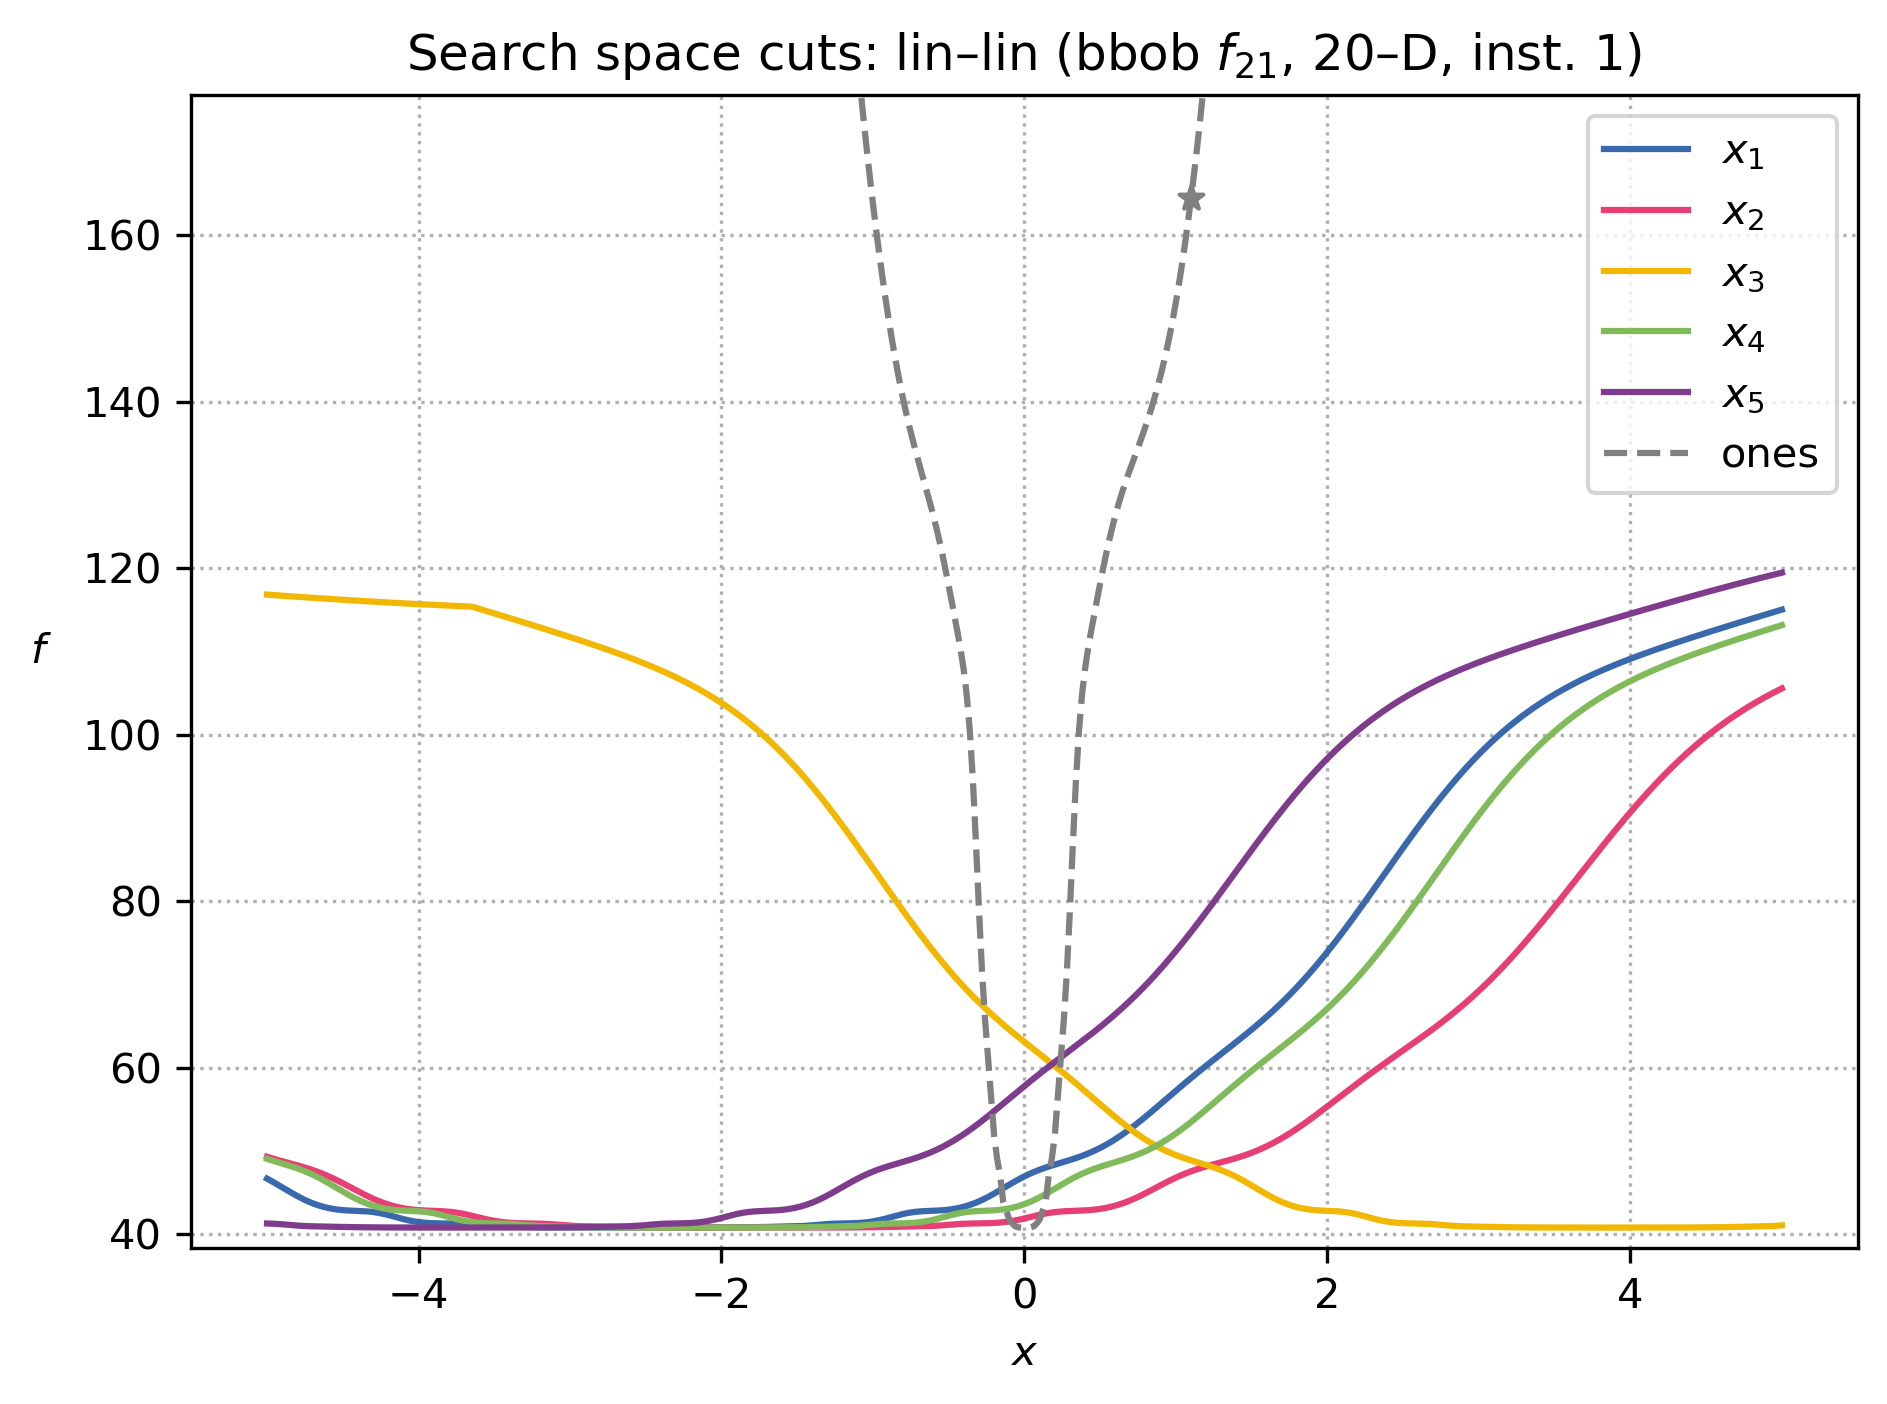 Search space cuts: lin–lin (bbob f₂₁, 20–D, inst. 1)
x₁
x₂
x₃
x₄
x₅
ones
160
140
120
100
80
60
40
f
−4 −2 0 2 4
x